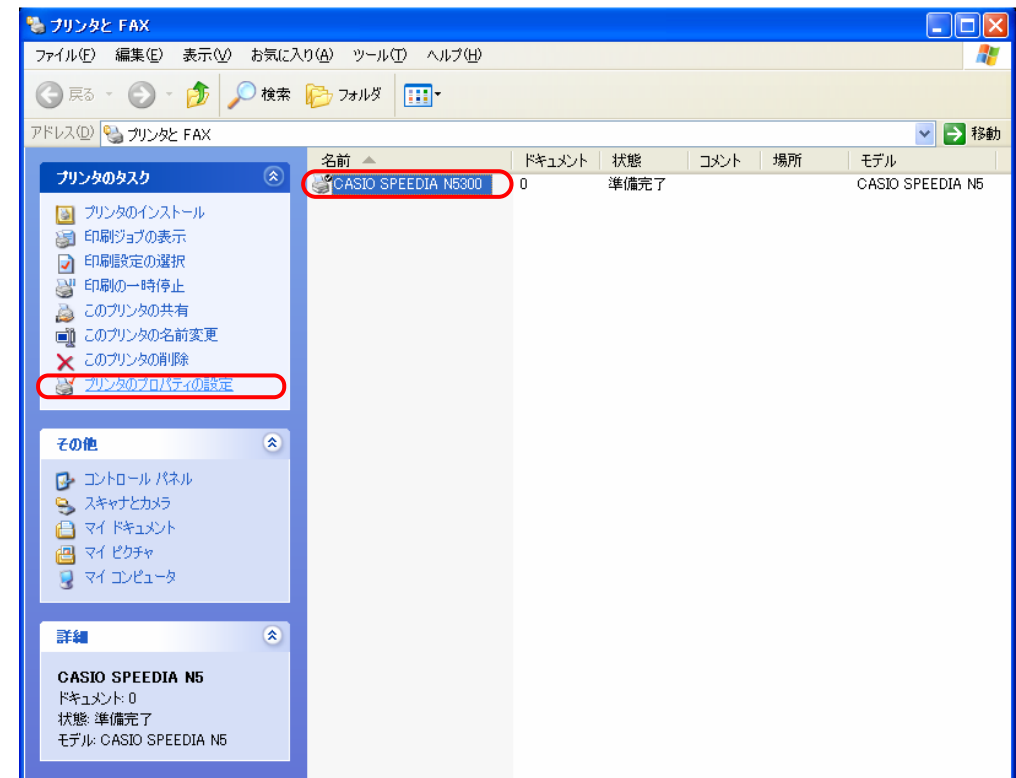 プリンタと FAX
ファイル(F) 編集(E) 表示(V) お気に入り(A) ツール(T) ヘルプ(H)
戻る 検索 フォルダ
アドレス(D) プリンタと FAX 移動
プリンタのタスク
プリンタのインストール
印刷ジョブの表示
印刷設定の選択
印刷の一時停止
このプリンタの共有
このプリンタの名前変更
このプリンタの削除
プリンタのプロパティの設定
その他
コントロール パネル
スキャナとカメラ
マイ ドキュメント
マイ ピクチャ
マイ コンピュータ
詳細
CASIO SPEEDIA N5
ドキュメント: 0
状態: 準備完了
モデル: CASIO SPEEDIA N5
名前 ドキュメント 状態 コメント 場所 モデル
CASIO SPEEDIA N5300 0 準備完了 CASIO SPEEDIA N5